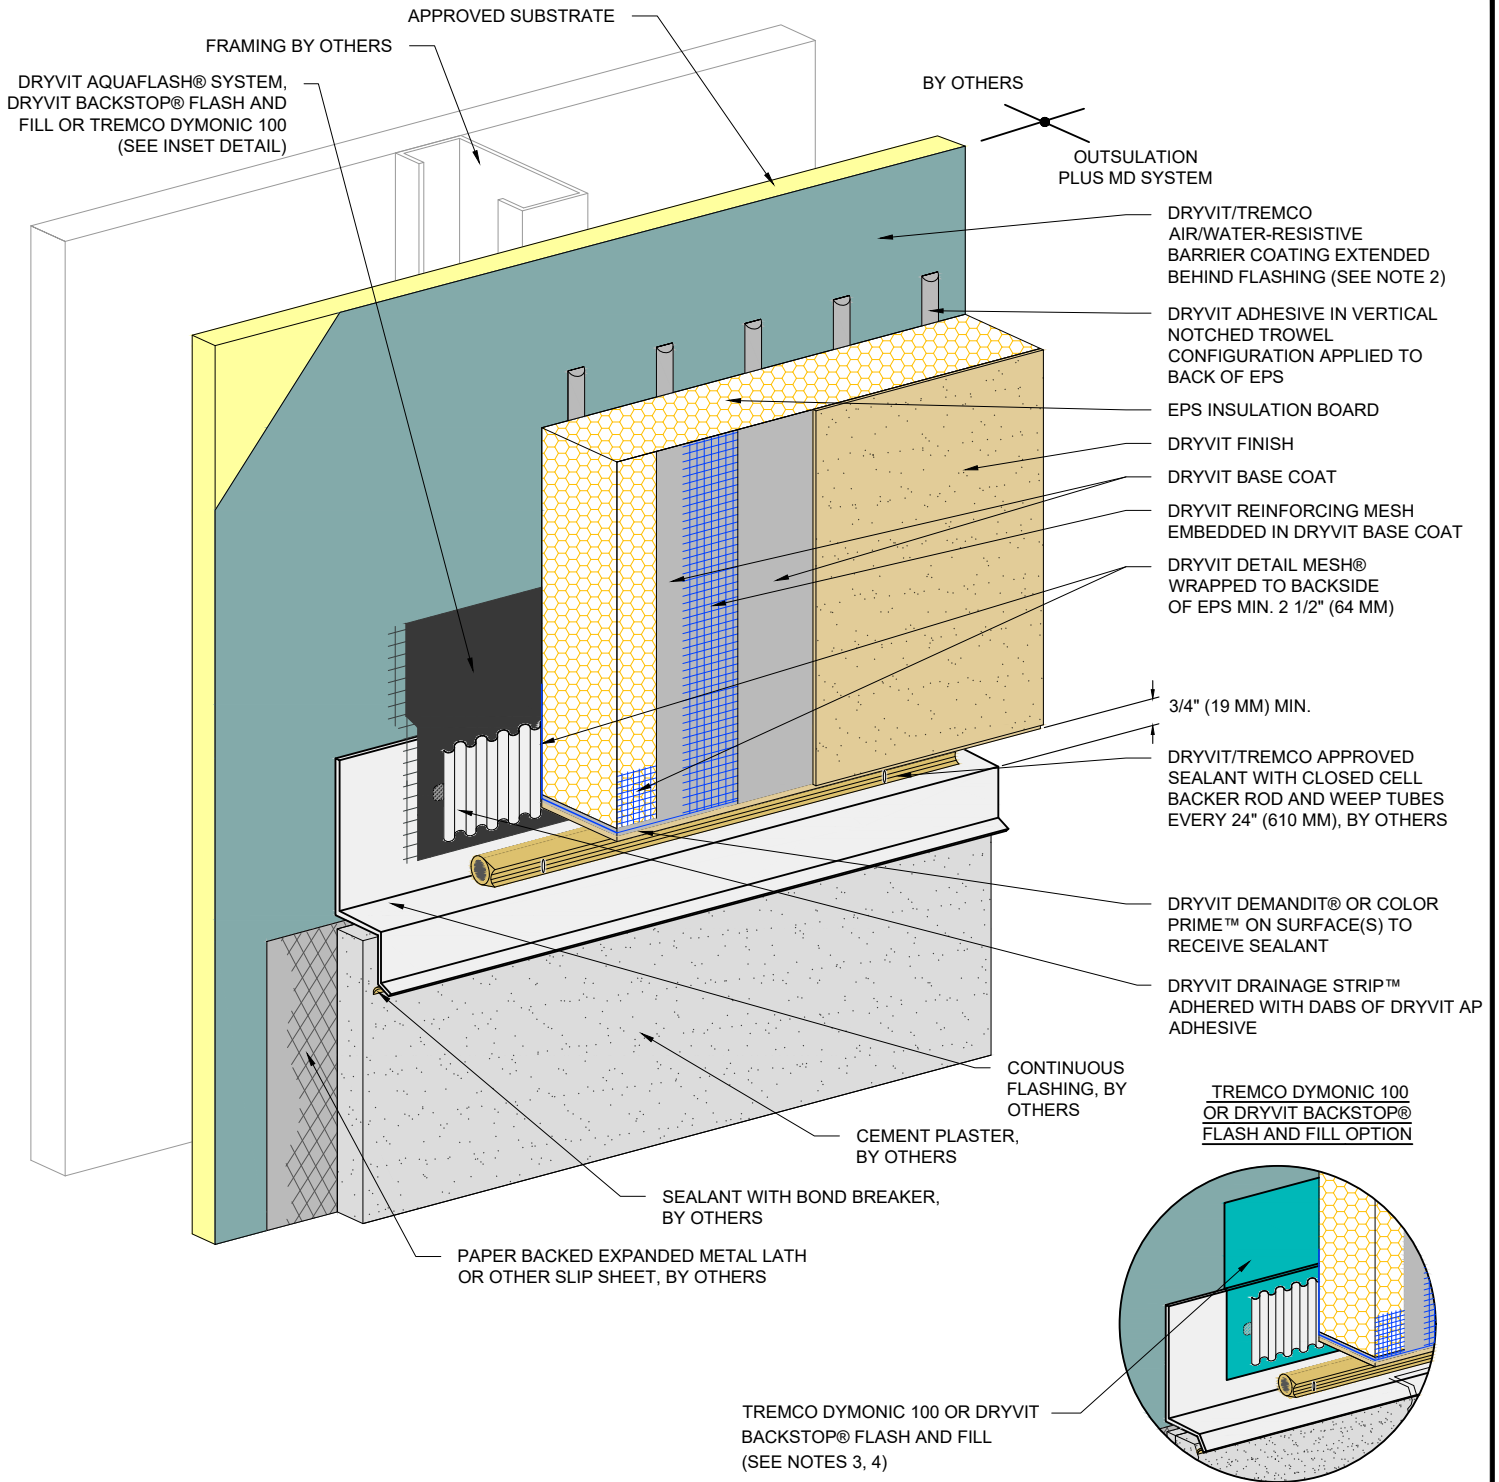 APPROVED SUBSTRATE
FRAMING BY OTHERS
DRYVIT AQUAFLASH® SYSTEM,
DRYVIT BACKSTOP® FLASH AND
FILL OR TREMCO DYMONIC 100
(SEE INSET DETAIL)
BY OTHERS
OUTSULATION
PLUS MD SYSTEM
DRYVIT/TREMCO
AIR/WATER-RESISTIVE
BARRIER COATING EXTENDED
BEHIND FLASHING (SEE NOTE 2)
DRYVIT ADHESIVE IN VERTICAL
NOTCHED TROWEL
CONFIGURATION APPLIED TO
BACK OF EPS
EPS INSULATION BOARD
DRYVIT FINISH
DRYVIT BASE COAT
DRYVIT REINFORCING MESH
EMBEDDED IN DRYVIT BASE COAT
DRYVIT DETAIL MESH®
WRAPPED TO BACKSIDE
OF EPS MIN. 2 1/2" (64 MM)
3/4" (19 MM) MIN.
DRYVIT/TREMCO APPROVED
SEALANT WITH CLOSED CELL
BACKER ROD AND WEEP TUBES
EVERY 24" (610 MM), BY OTHERS
DRYVIT DEMANDIT® OR COLOR
PRIME™ ON SURFACE(S) TO
RECEIVE SEALANT
DRYVIT DRAINAGE STRIP™
ADHERED WITH DABS OF DRYVIT AP
ADHESIVE
CONTINUOUS
FLASHING, BY
OTHERS
CEMENT PLASTER,
BY OTHERS
SEALANT WITH BOND BREAKER,
BY OTHERS
PAPER BACKED EXPANDED METAL LATH
OR OTHER SLIP SHEET, BY OTHERS
TREMCO DYMONIC 100
OR DRYVIT BACKSTOP®
FLASH AND FILL OPTION
TREMCO DYMONIC 100 OR DRYVIT
BACKSTOP® FLASH AND FILL
(SEE NOTES 3, 4)